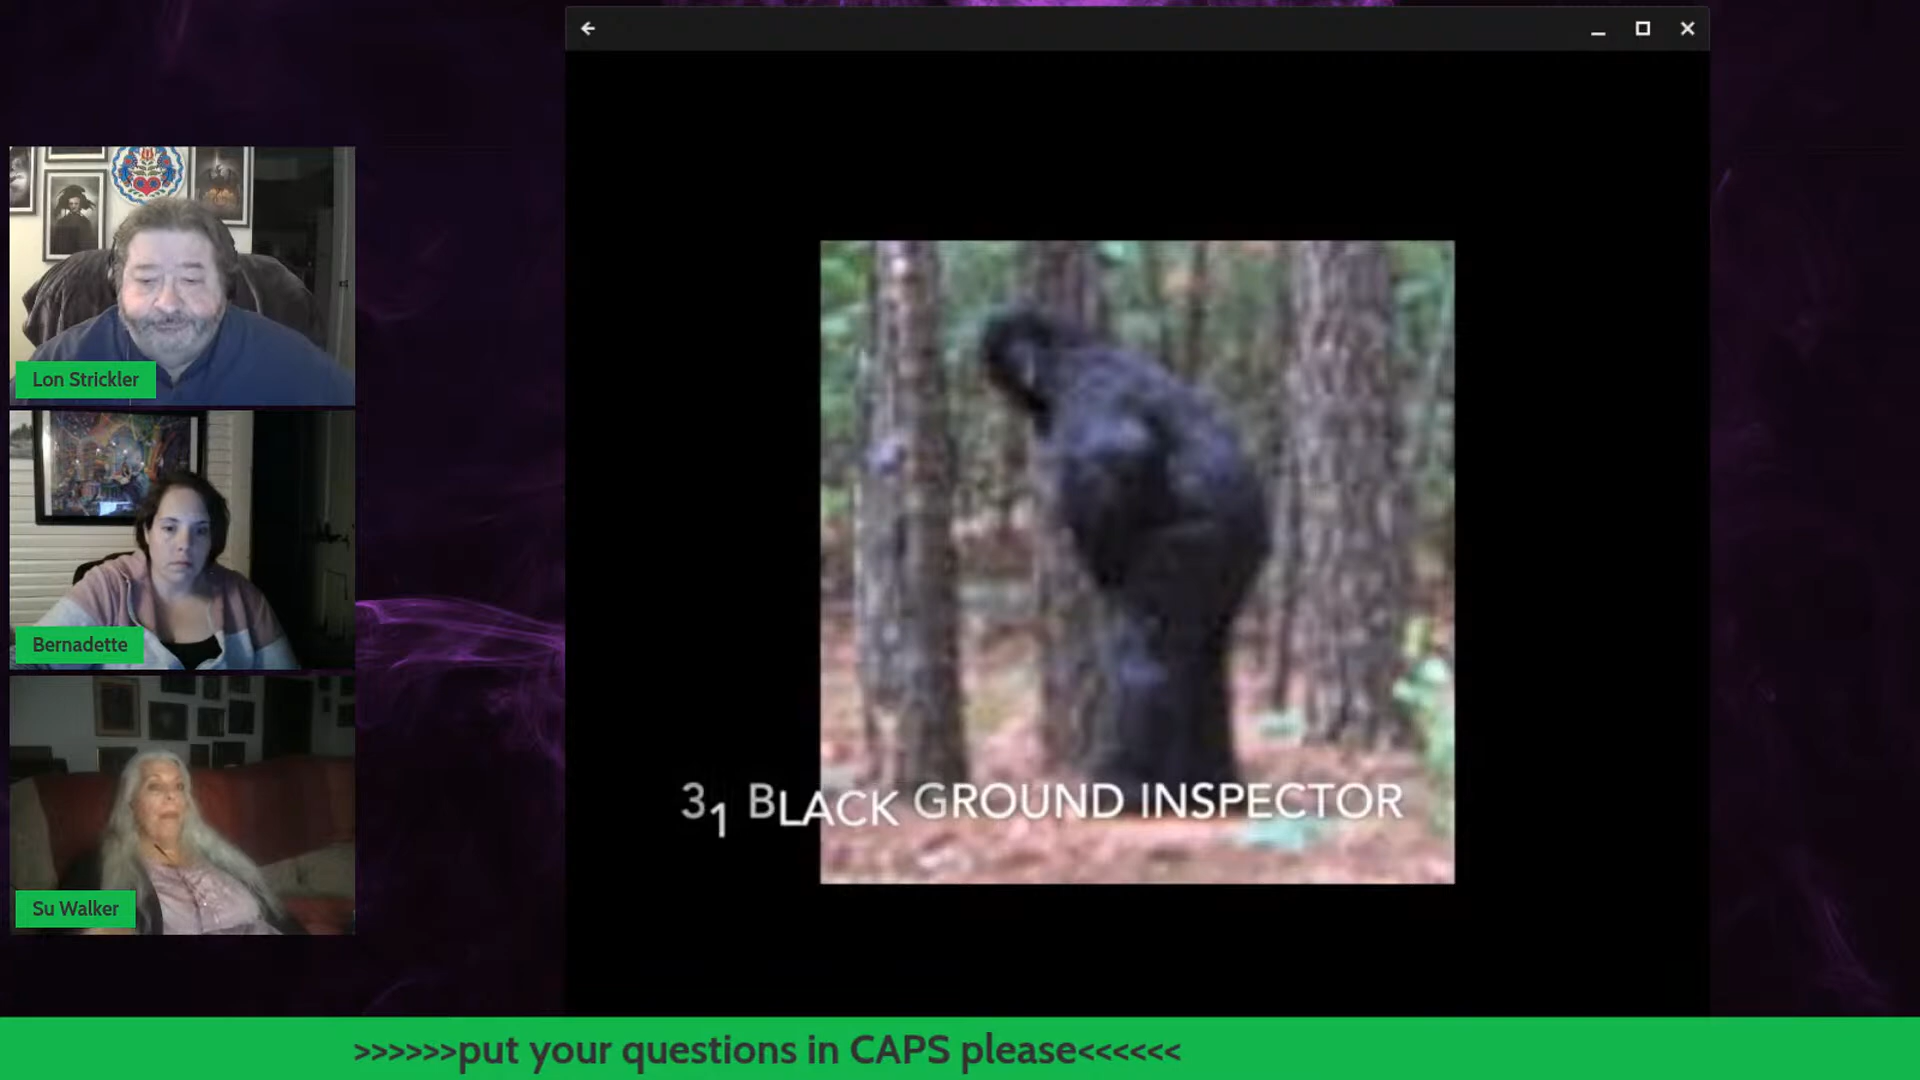 Lon Strickler
Bernadette
Su Walker
31 BLACK GROUND INSPECTOR
>>>>>>put your questions in CAPS please<<<<<<